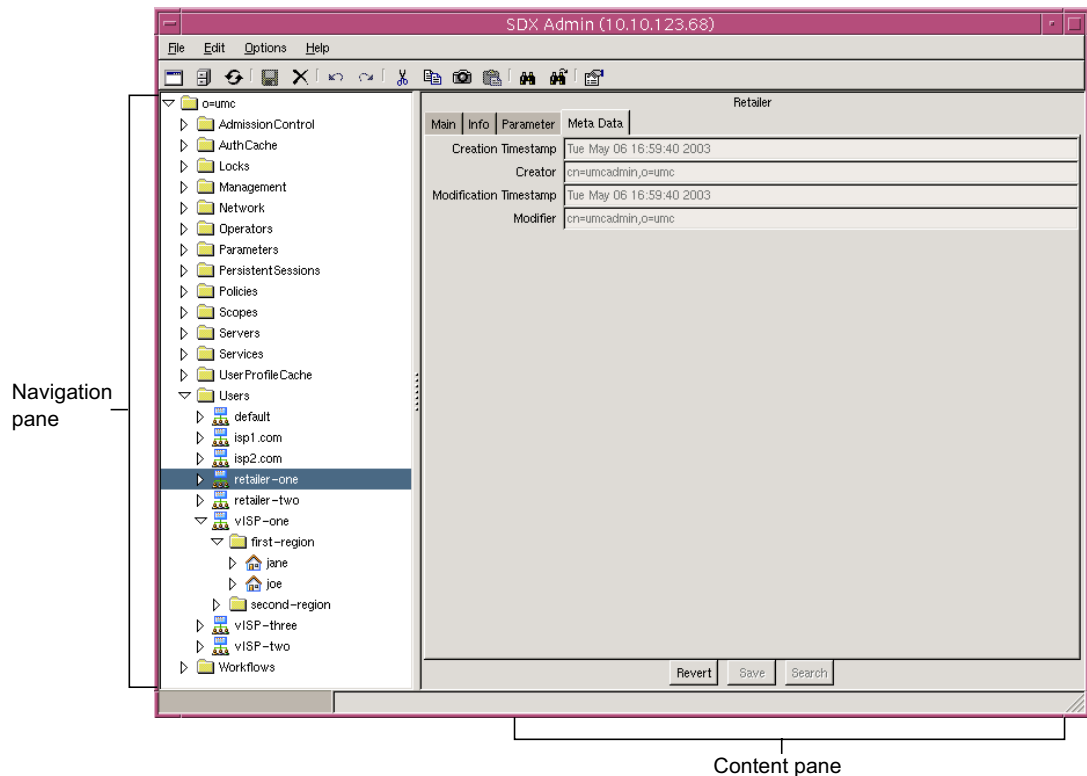 SDX Admin (10.10.123.68)
File Edit Options Help
o=umc
AdmissionControl
AuthCache
Locks
Management
Network
Operators
Parameters
PersistentSessions
Policies
Scopes
Servers
Services
UserProfileCache
Users
default
isp1.com
isp2.com
retailer-one
retailer-two
vISP-one
first-region
jane
joe
second-region
vISP-three
vISP-two
Workflows
Retailer
Main Info Parameter Meta Data
Creation Timestamp Tue May 06 16:59:40 2003
Creator cn=umcadmin,o=umc
Modification Timestamp Tue May 06 16:59:40 2003
Modifier cn=umcadmin,o=umc
Revert Save Search
Navigation
pane
Content pane